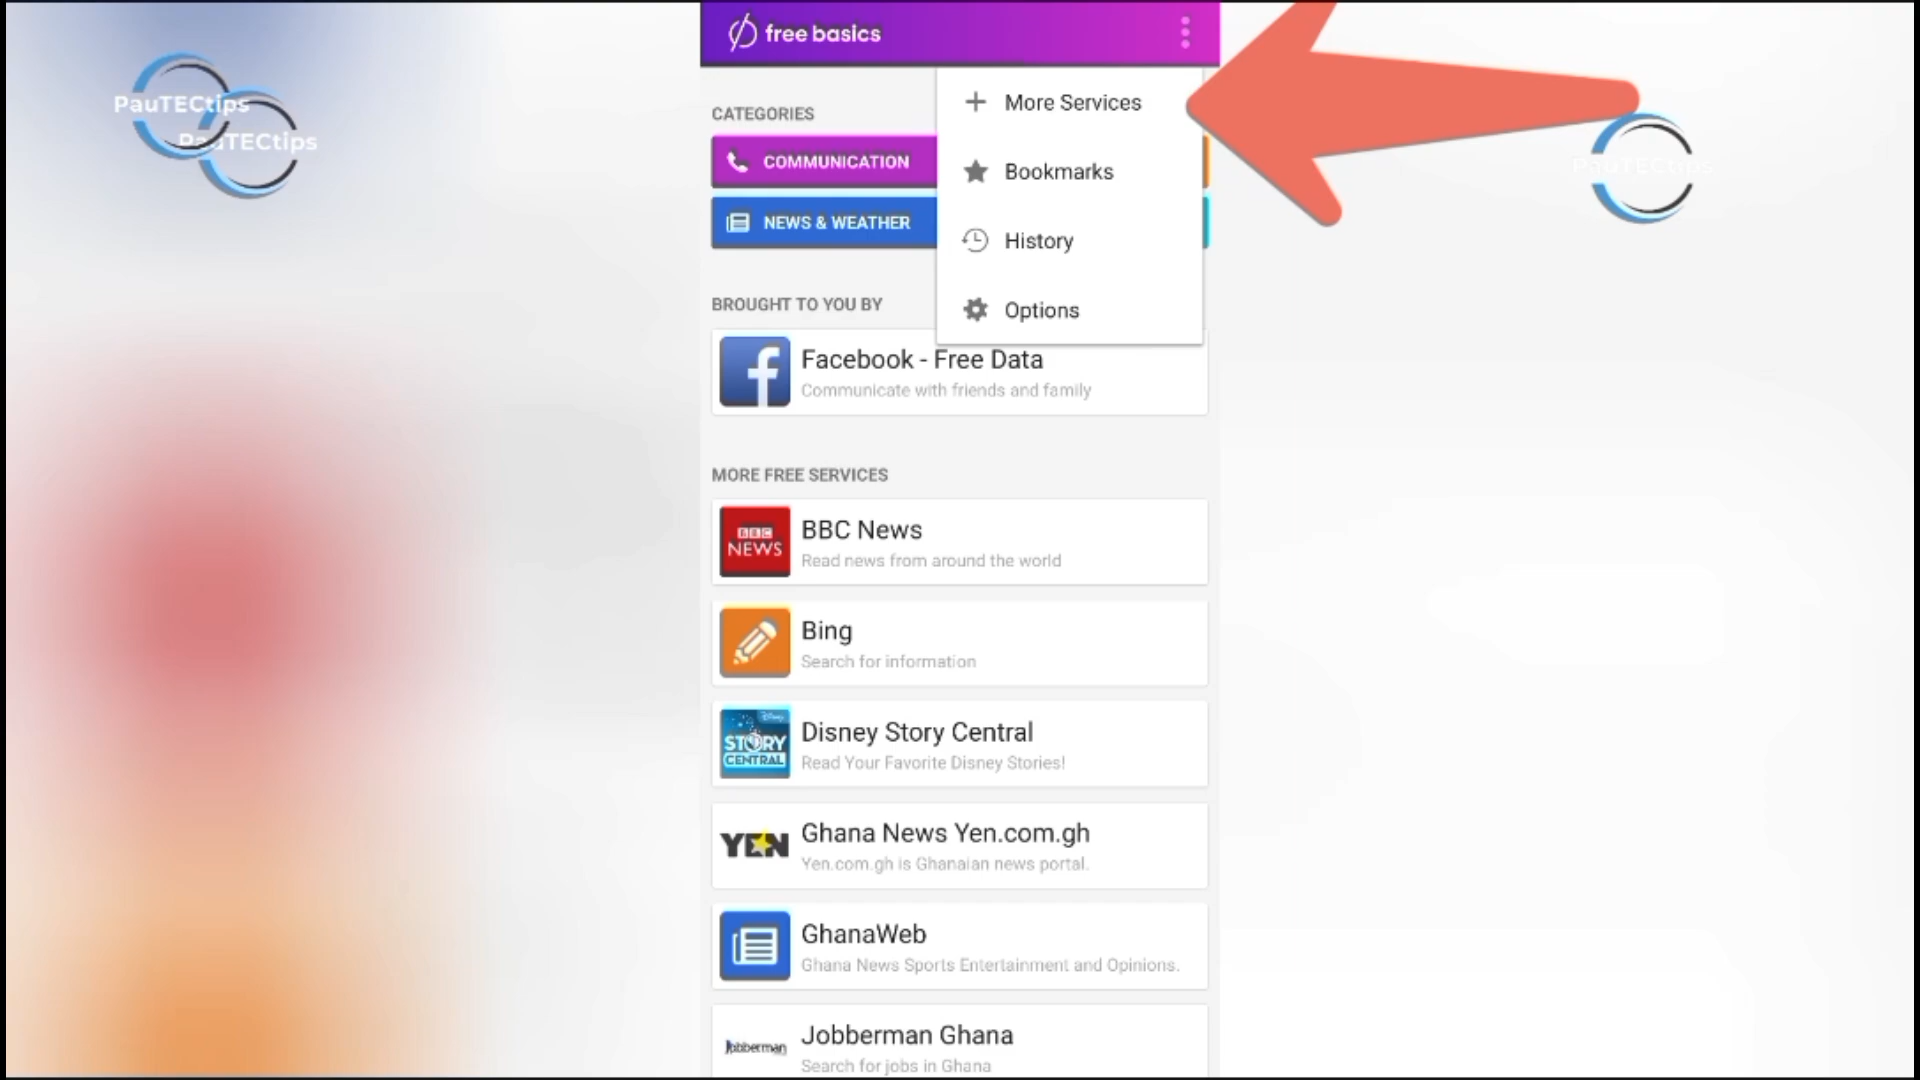 PauTECtips
PauTECtips
PauTECtips
free basics
More Services
Bookmarks
History
Options
CATEGORIES
COMMUNICATION
NEWS & WEATHER
BROUGHT TO YOU BY
Facebook - Free Data
Communicate with friends and family
MORE FREE SERVICES
BBC NEWS
BBC News
Read news from around the world
Bing
Search for information
Disney
STORY
CENTRAL
Disney Story Central
Read Your Favorite Disney Stories!
YEN
Ghana News Yen.com.gh
Yen.com.gh is Ghanaian news portal.
GhanaWeb
Ghana News Sports Entertainment and Opinions.
Jobberman
Jobberman Ghana
Search for jobs in Ghana